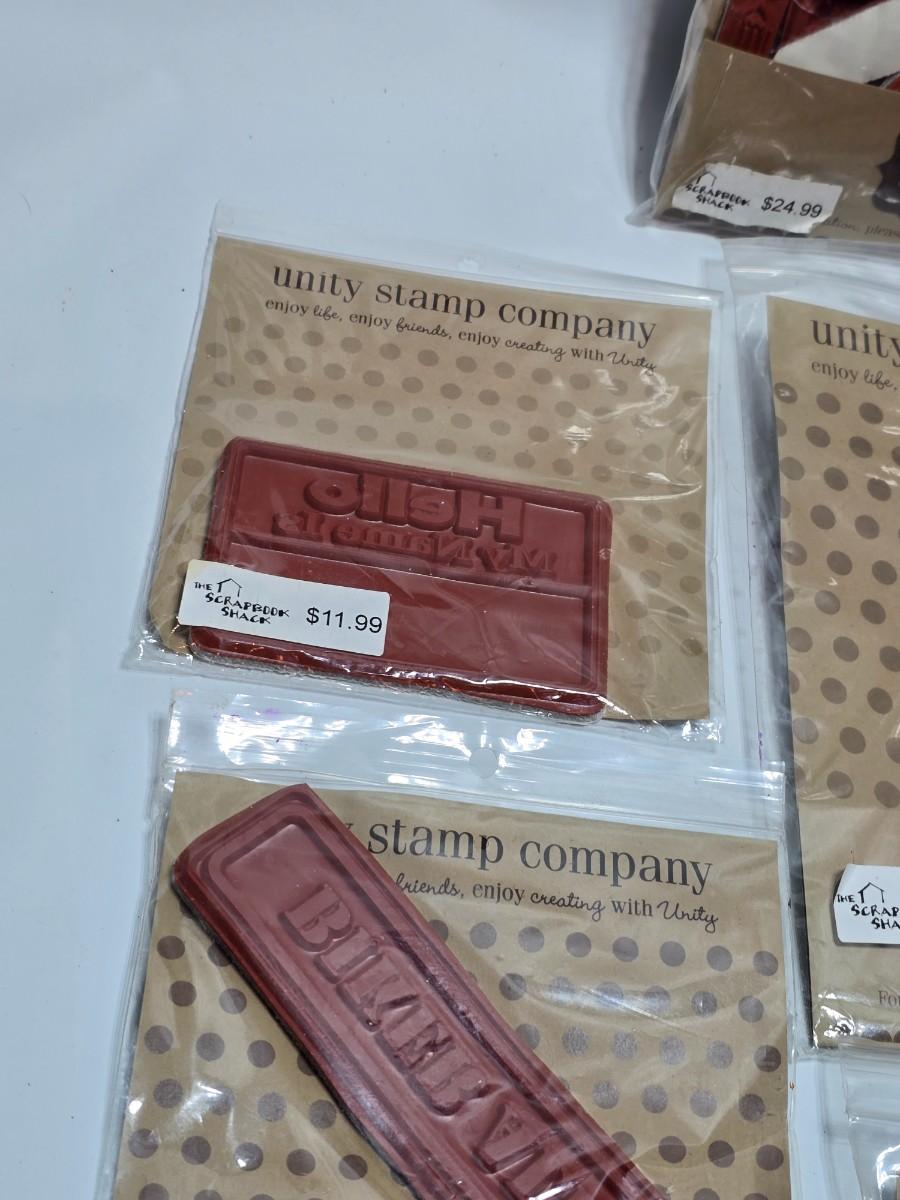 SCRAPBOOK
SHACK
$24.99
unity stamp company
enjoy life, enjoy friends, enjoy creating with Unity
Hello
My Name Is
THE
SCRAPBOOK
SHACK
$11.99
stamp company
friends, enjoy creating with Unity
unity
enjoy life,
THE
SCRAP
SHA